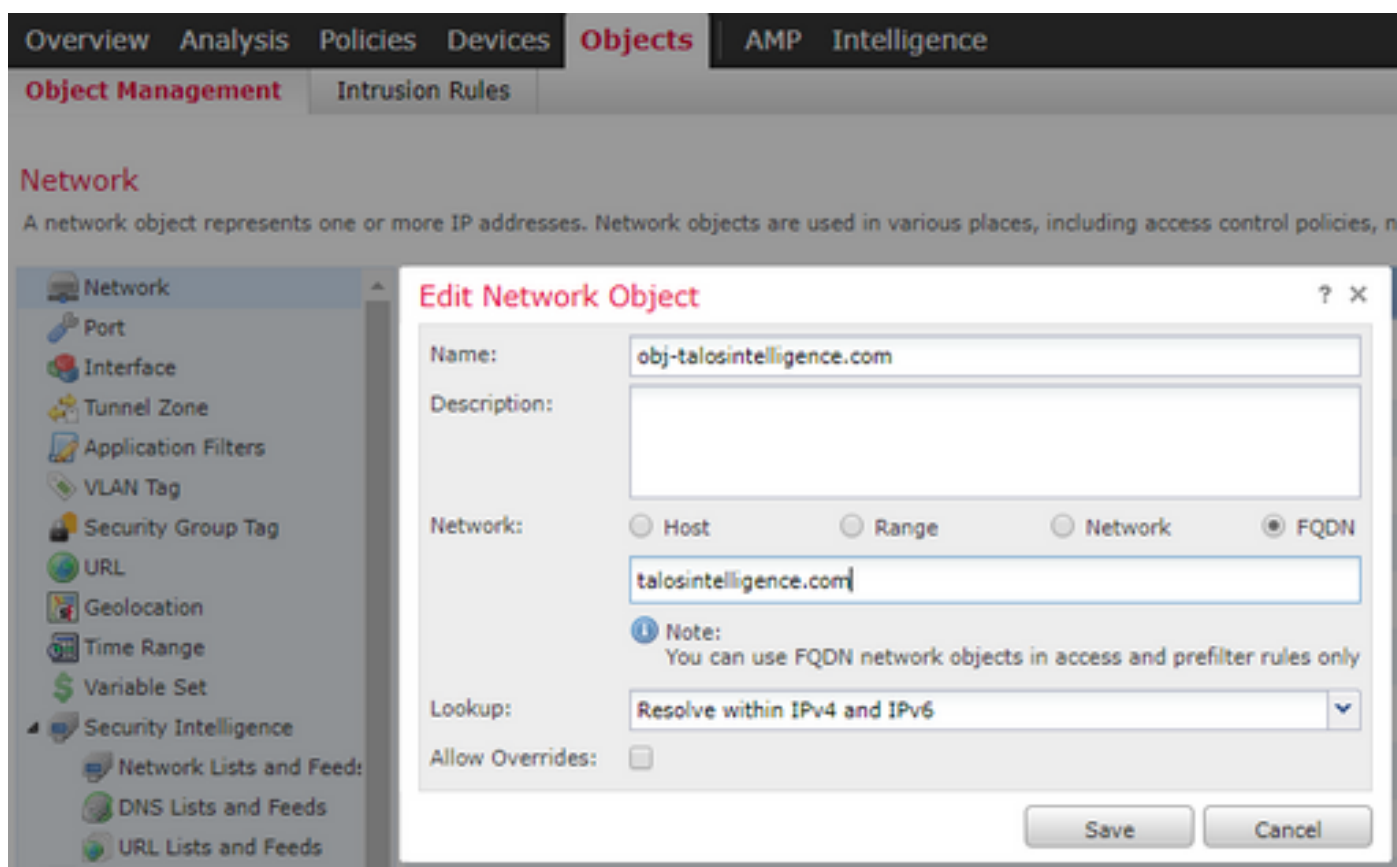 Overview Analysis Policies Devices Objects AMP Intelligence
Object Management Intrusion Rules
Network
A network object represents one or more IP addresses. Network objects are used in various places, including access control policies, n
Network
Port
Interface
Tunnel Zone
Application Filters
VLAN Tag
Security Group Tag
URL
Geolocation
Time Range
Variable Set
Security Intelligence
Network Lists and Feeds
DNS Lists and Feeds
URL Lists and Feeds
Edit Network Object ? ×
Name: obj-talosintelligence.com
Description:
Network: Host Range Network FQDN
talosintelligence.com
Note:
You can use FQDN network objects in access and prefilter rules only
Lookup: Resolve within IPv4 and IPv6
Allow Overrides:
Save Cancel